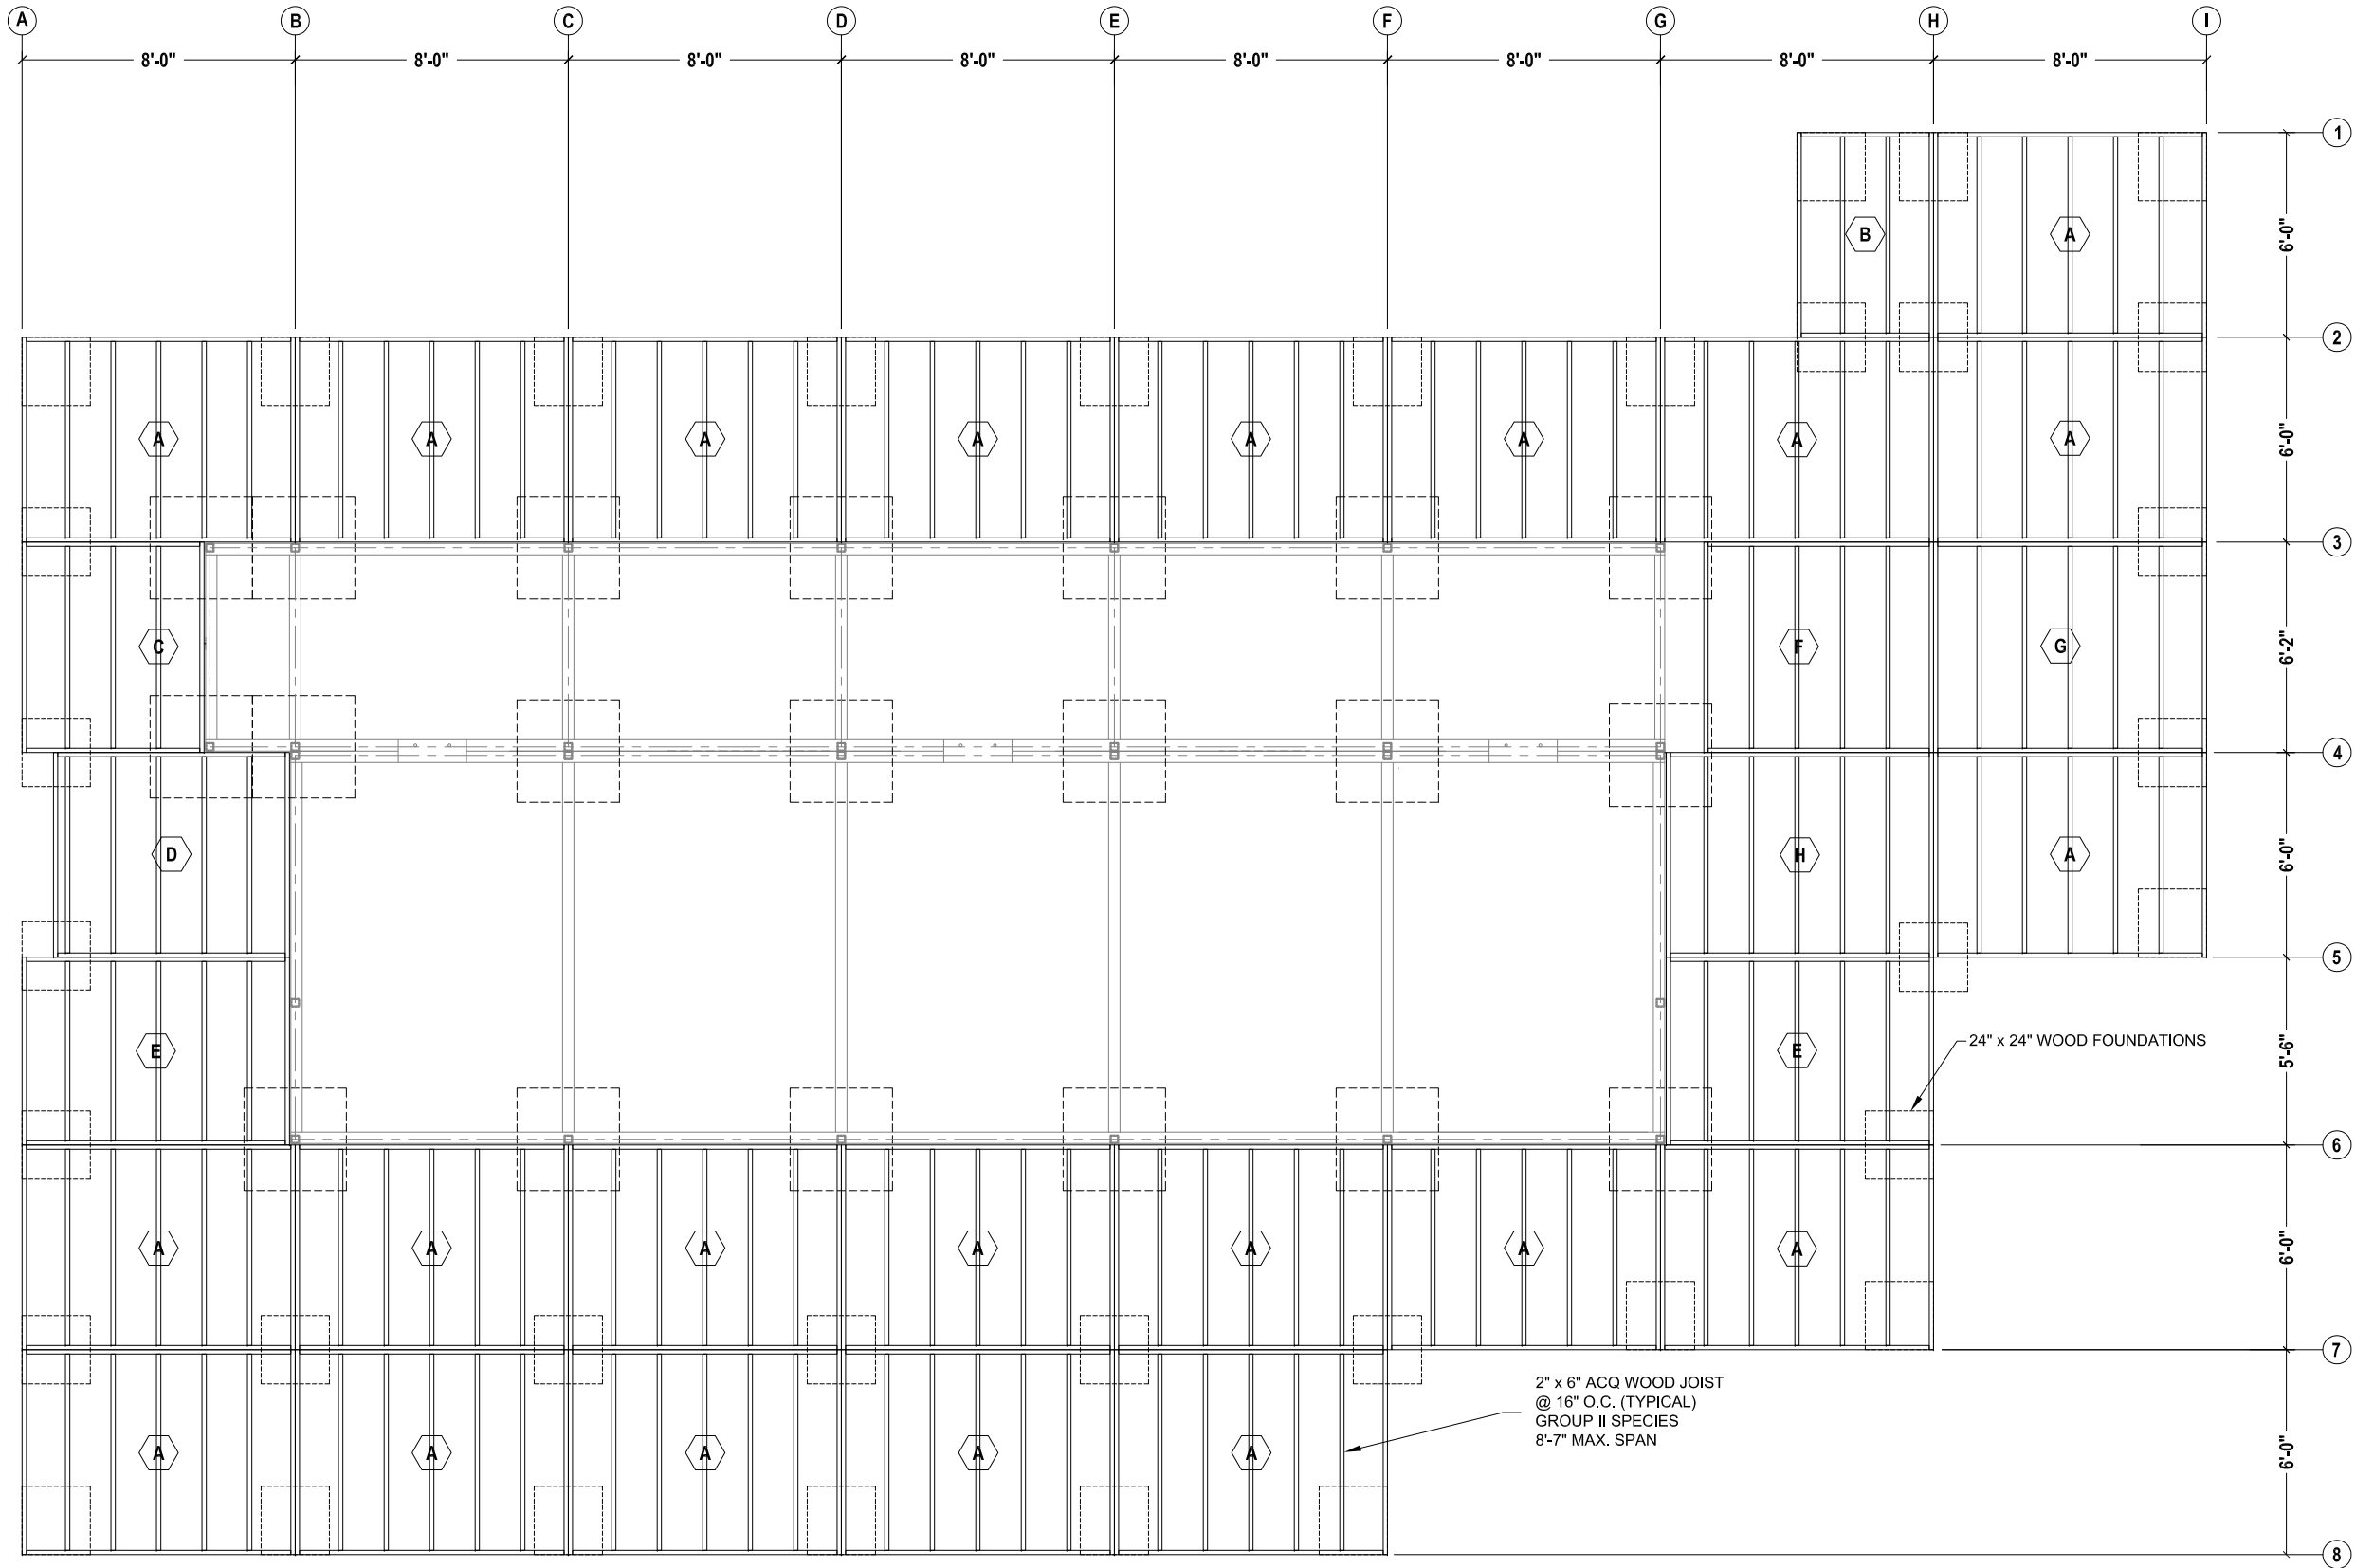 A B C D E F G H I
8'-0" 8'-0" 8'-0" 8'-0" 8'-0" 8'-0" 8'-0" 8'-0"
1
B A
6'-0"
2
A A A A A A A A
6'-0"
3
C F G
6'-2"
4
D H A
6'-0"
5
24" x 24" WOOD FOUNDATIONS
E E
5'-6"
6
A A A A A A A
6'-0"
7
2" x 6" ACQ WOOD JOIST
@ 16" O.C. (TYPICAL)
GROUP II SPECIES
8'-7" MAX. SPAN
A A A A A
6'-0"
8